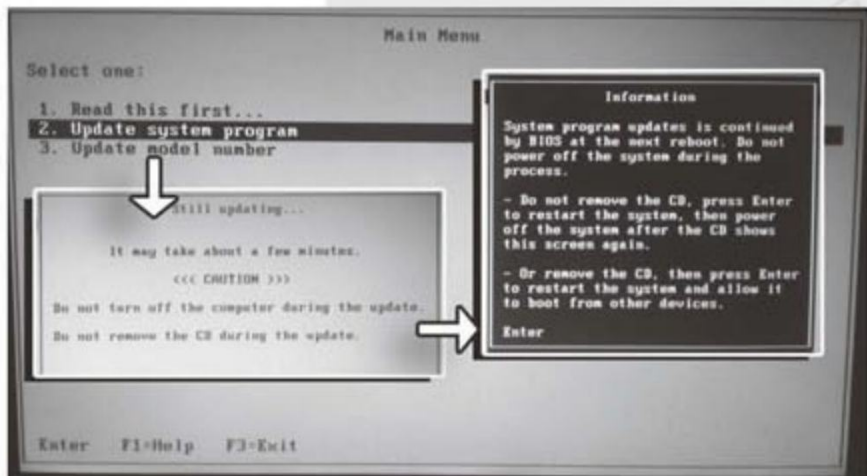 Main Menu
Select one:
1. Read this first...
2. Update system program
3. Update model number
Still updating...
It may take about a few minutes.
<<< CAUTION >>>
Do not turn off the computer during the update.
Do not remove the CD during the update.
Information
System program updates is continued
by BIOS at the next reboot. Do not
power off the system during the
process.
- Do not remove the CD, press Enter
to restart the system, then power
off the system after the CD shows
this screen again.
- Or remove the CD, then press Enter
to restart the system and allow it
to boot from other devices.
Enter
Enter F1=Help F3=Exit